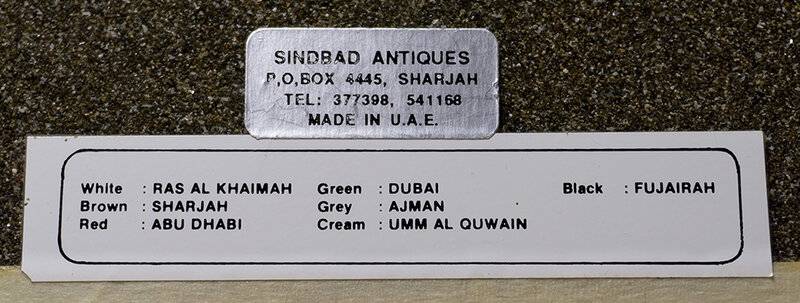 SINDBAD ANTIQUES
P,O,BOX 4445, SHARJAH
TEL: 377398, 541168
MADE IN U.A.E.
White : RAS AL KHAIMAH Green : DUBAI Black : FUJAIRAH
Brown : SHARJAH Grey : AJMAN
Red : ABU DHABI Cream : UMM AL QUWAIN